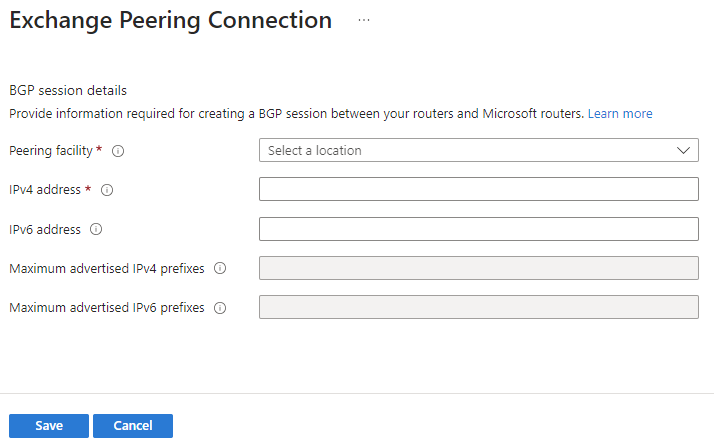 Exchange Peering Connection ...
BGP session details
Provide information required for creating a BGP session between your routers and Microsoft routers. Learn more
Peering facility * Select a location
IPv4 address *
IPv6 address
Maximum advertised IPv4 prefixes
Maximum advertised IPv6 prefixes
Save Cancel